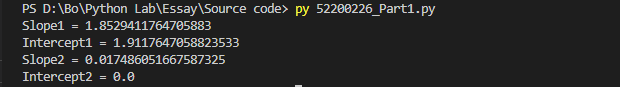 PS D:\Bo\Python Lab\Essay\Source code> py 52200226_Part1.py
Slope1 = 1.8529411764705883
Intercept1 = 1.9117647058823533
Slope2 = 0.017486051667587325
Intercept2 = 0.0